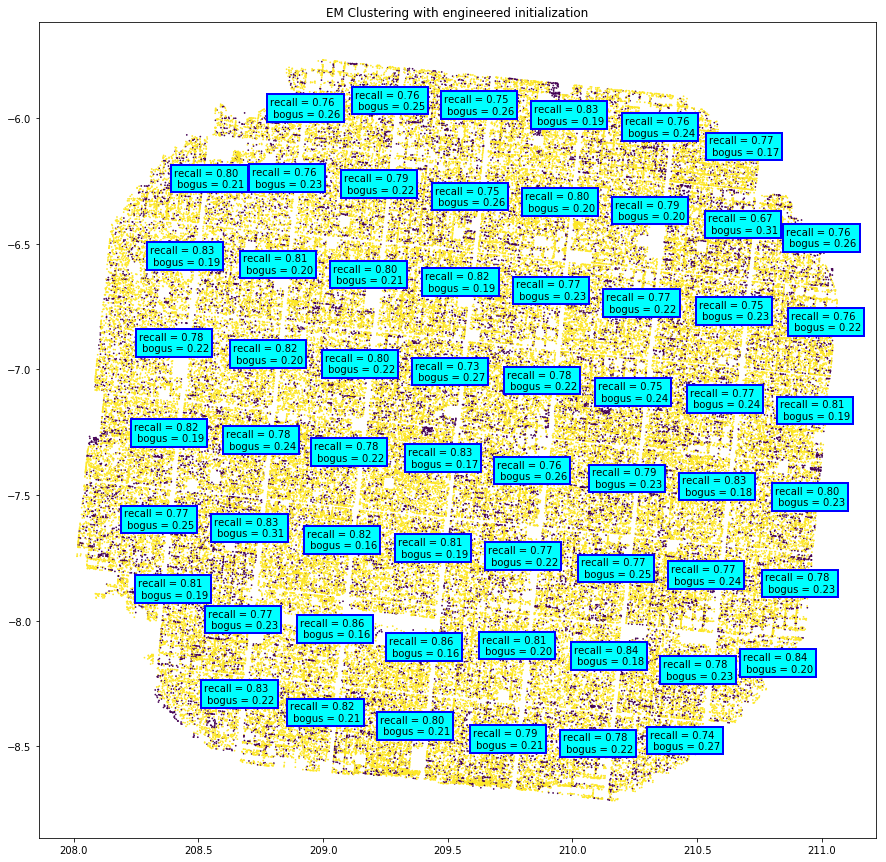 EM Clustering with engineered initialization
recall = 0.76
bogus = 0.26
recall = 0.76
bogus = 0.25
recall = 0.75
bogus = 0.26
recall = 0.83
bogus = 0.19
recall = 0.76
bogus = 0.24
recall = 0.77
bogus = 0.17
recall = 0.80
bogus = 0.21
recall = 0.76
bogus = 0.23
recall = 0.79
bogus = 0.22
recall = 0.75
bogus = 0.26
recall = 0.80
bogus = 0.20
recall = 0.79
bogus = 0.20
recall = 0.67
bogus = 0.31
recall = 0.76
bogus = 0.26
recall = 0.83
bogus = 0.19
recall = 0.81
bogus = 0.20
recall = 0.80
bogus = 0.21
recall = 0.82
bogus = 0.19
recall = 0.77
bogus = 0.23
recall = 0.77
bogus = 0.22
recall = 0.75
bogus = 0.23
recall = 0.76
bogus = 0.22
recall = 0.78
bogus = 0.22
recall = 0.82
bogus = 0.20
recall = 0.80
bogus = 0.22
recall = 0.73
bogus = 0.27
recall = 0.78
bogus = 0.22
recall = 0.75
bogus = 0.24
recall = 0.77
bogus = 0.24
recall = 0.81
bogus = 0.19
recall = 0.82
bogus = 0.19
recall = 0.78
bogus = 0.24
recall = 0.78
bogus = 0.22
recall = 0.83
bogus = 0.17
recall = 0.76
bogus = 0.26
recall = 0.79
bogus = 0.23
recall = 0.83
bogus = 0.18
recall = 0.80
bogus = 0.23
recall = 0.77
bogus = 0.25
recall = 0.83
bogus = 0.31
recall = 0.82
bogus = 0.16
recall = 0.81
bogus = 0.19
recall = 0.77
bogus = 0.22
recall = 0.77
bogus = 0.25
recall = 0.77
bogus = 0.24
recall = 0.78
bogus = 0.23
recall = 0.81
bogus = 0.19
recall = 0.77
bogus = 0.23
recall = 0.86
bogus = 0.16
recall = 0.86
bogus = 0.16
recall = 0.81
bogus = 0.20
recall = 0.84
bogus = 0.18
recall = 0.78
bogus = 0.23
recall = 0.84
bogus = 0.20
recall = 0.83
bogus = 0.22
recall = 0.82
bogus = 0.21
recall = 0.80
bogus = 0.21
recall = 0.79
bogus = 0.21
recall = 0.78
bogus = 0.22
recall = 0.74
bogus = 0.27
−6.0
−6.5
−7.0
−7.5
−8.0
−8.5
208.0 208.5 209.0 209.5 210.0 210.5 211.0